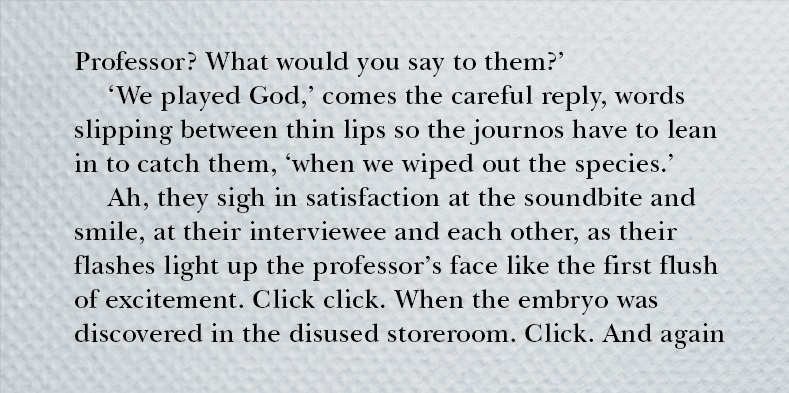 Professor? What would you say to them?’
‘We played God,’ comes the careful reply, words
slipping between thin lips so the journos have to lean
in to catch them, ‘when we wiped out the species.’
Ah, they sigh in satisfaction at the soundbite and
smile, at their interviewee and each other, as their
flashes light up the professor’s face like the first flush
of excitement. Click click. When the embryo was
discovered in the disused storeroom. Click. And again